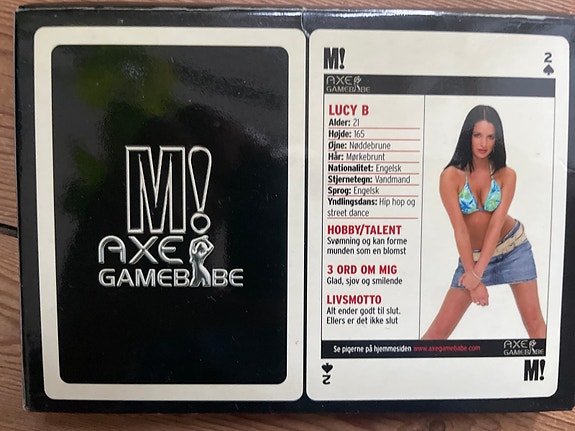 M!
AXE
GAMEBABE
M!
2
AXE
GAMEBABE
LUCY B
Alder: 21
Højde: 165
Øjne: Nøddebrune
Hår: Mørkebrunt
Nationalitet: Engelsk
Stjernetegn: Vandmand
Sprog: Engelsk
Yndlingsdans: Hip hop og
street dance
HOBBY/TALENT
Svømning og kan forme
munden som en blomst
3 ORD OM MIG
Glad, sjov og smilende
LIVSMOTTO
Alt ender godt til slut.
Ellers er det ikke slut
Se pigerne på hjemmesiden www.axegamebabe.com
AXE
GAMEBABE
2
M!